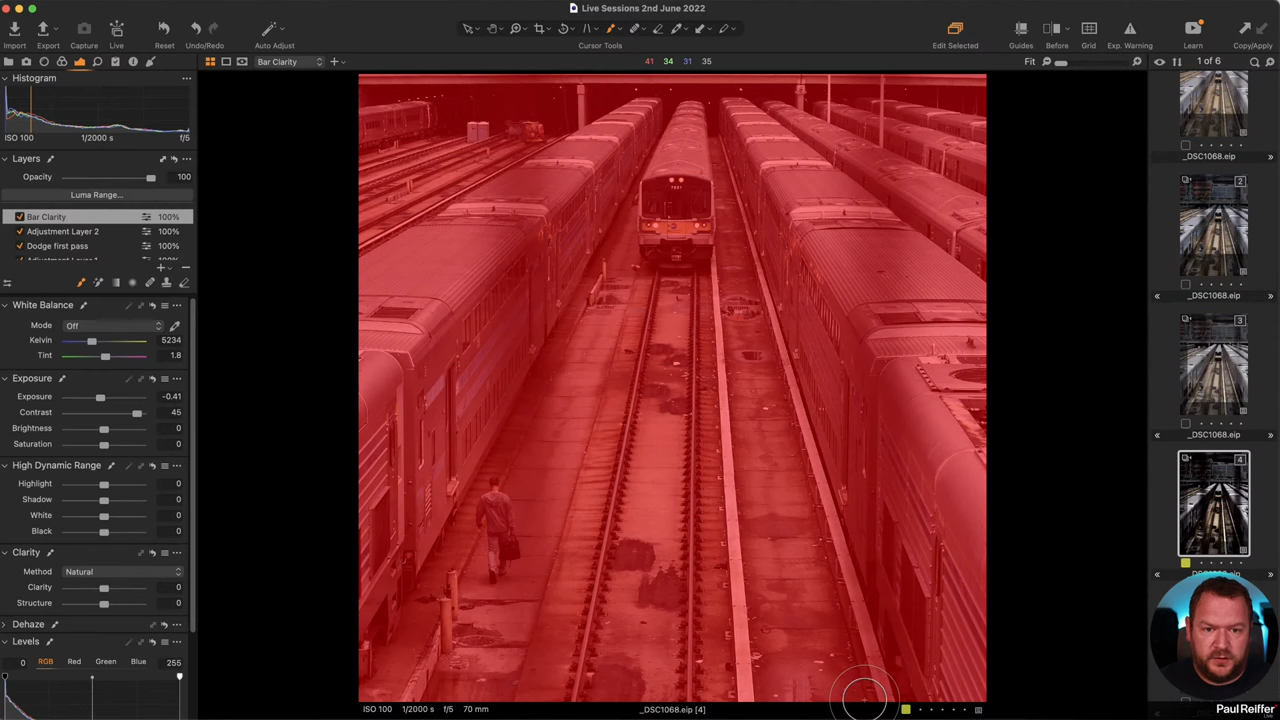 Live Sessions 2nd June 2022
Import Export Capture Live Reset Undo/Redo Auto Adjust Cursor Tools Edit Selected Guides Before Grid Exp. Warning Learn Copy/Apply
Bar Clarity 41 34 31 35 Fit 1 of 6
Histogram
ISO 100 1/2000 s f/5
Layers
Opacity 100
Luma Range...
Bar Clarity 100%
Adjustment Layer 2 100%
Dodge first pass 100%
Adjustment Layer 1 100%
White Balance
Mode Off
Kelvin 5234
Tint 1.8
Exposure
Exposure -0.41
Contrast 45
Brightness 0
Saturation 0
High Dynamic Range
Highlight 0
Shadow 0
White 0
Black 0
Clarity
Method Natural
Clarity 0
Structure 0
Dehaze
Levels
0 RGB Red Green Blue 255
ISO 100 1/2000 s f/5 70 mm _DSC1068.eip [4]
_DSC1068.eip
2
_DSC1068.eip
3
_DSC1068.eip
4
Paul Reiffer
Live